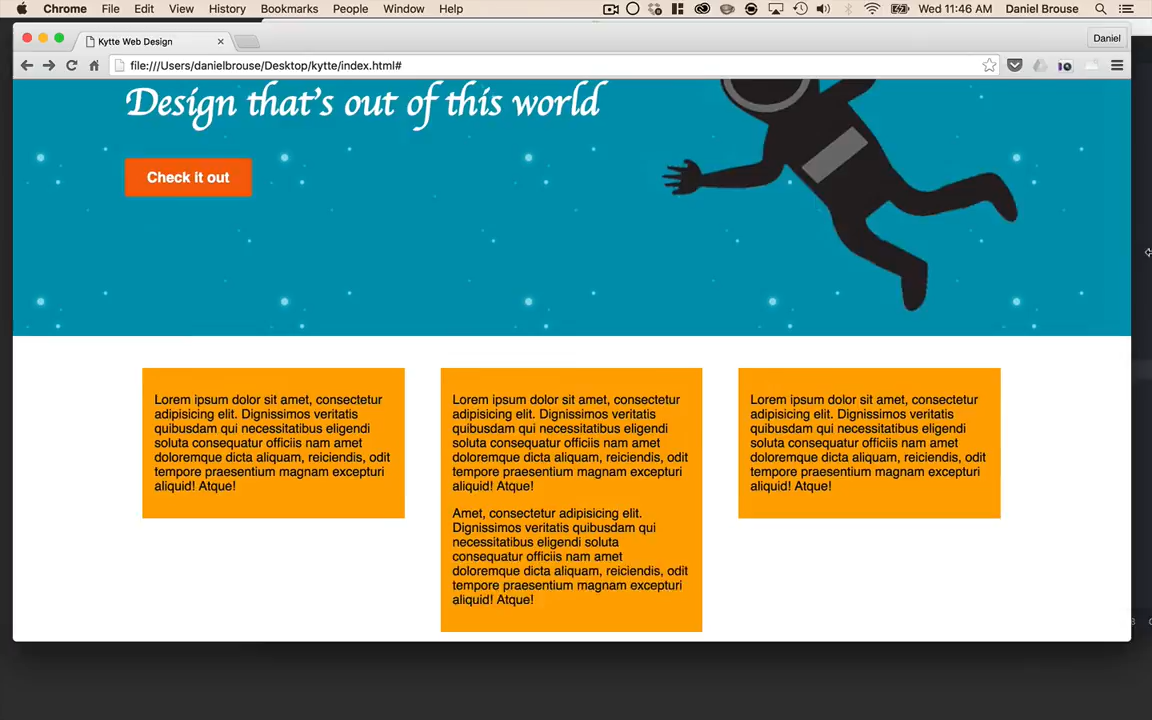 Chrome File Edit View History Bookmarks People Window Help Wed 11:46 AM Daniel Brouse
Kytte Web Design
Daniel
file:///Users/danielbrouse/Desktop/kytte/index.html#
Design that's out of this world
Check it out
Lorem ipsum dolor sit amet, consectetur
adipisicing elit. Dignissimos veritatis
quibusdam qui necessitatibus eligendi
soluta consequatur officiis nam amet
doloremque dicta aliquam, reiciendis, odit
tempore praesentium magnam excepturi
aliquid! Atque!
Lorem ipsum dolor sit amet, consectetur
adipisicing elit. Dignissimos veritatis
quibusdam qui necessitatibus eligendi
soluta consequatur officiis nam amet
doloremque dicta aliquam, reiciendis, odit
tempore praesentium magnam excepturi
aliquid! Atque!
Amet, consectetur adipisicing elit.
Dignissimos veritatis quibusdam qui
necessitatibus eligendi soluta
consequatur officiis nam amet
doloremque dicta aliquam, reiciendis, odit
tempore praesentium magnam excepturi
aliquid! Atque!
Lorem ipsum dolor sit amet, consectetur
adipisicing elit. Dignissimos veritatis
quibusdam qui necessitatibus eligendi
soluta consequatur officiis nam amet
doloremque dicta aliquam, reiciendis, odit
tempore praesentium magnam excepturi
aliquid! Atque!